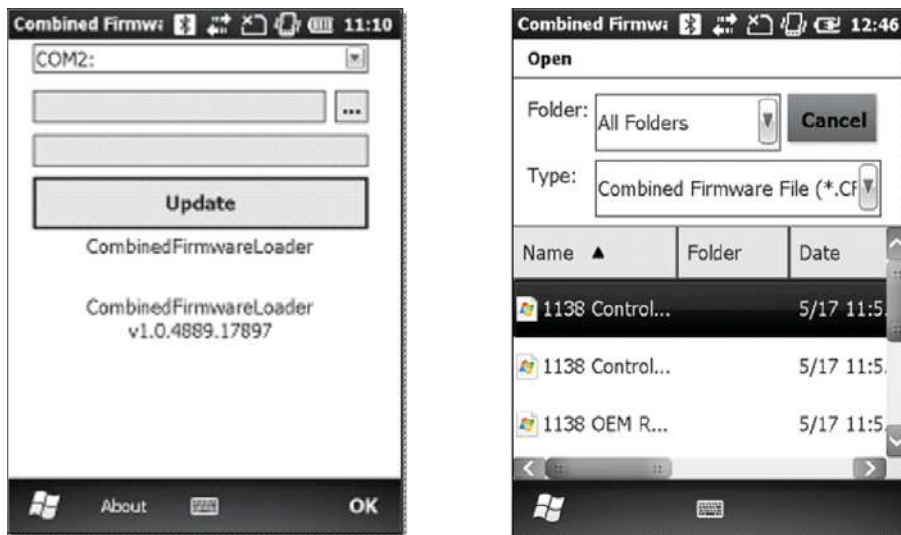 Combined Firmwa 11:10
COM2:
...
Update
CombinedFirmwareLoader
CombinedFirmwareLoader
v1.0.4889.17897
About OK
Combined Firmwa 12:46
Open
Folder: All Folders Cancel
Type: Combined Firmware File (*.CF
Name Folder Date
1138 Control... 5/17 11:5.
1138 Control... 5/17 11:5.
1138 OEM R... 5/17 11:5.